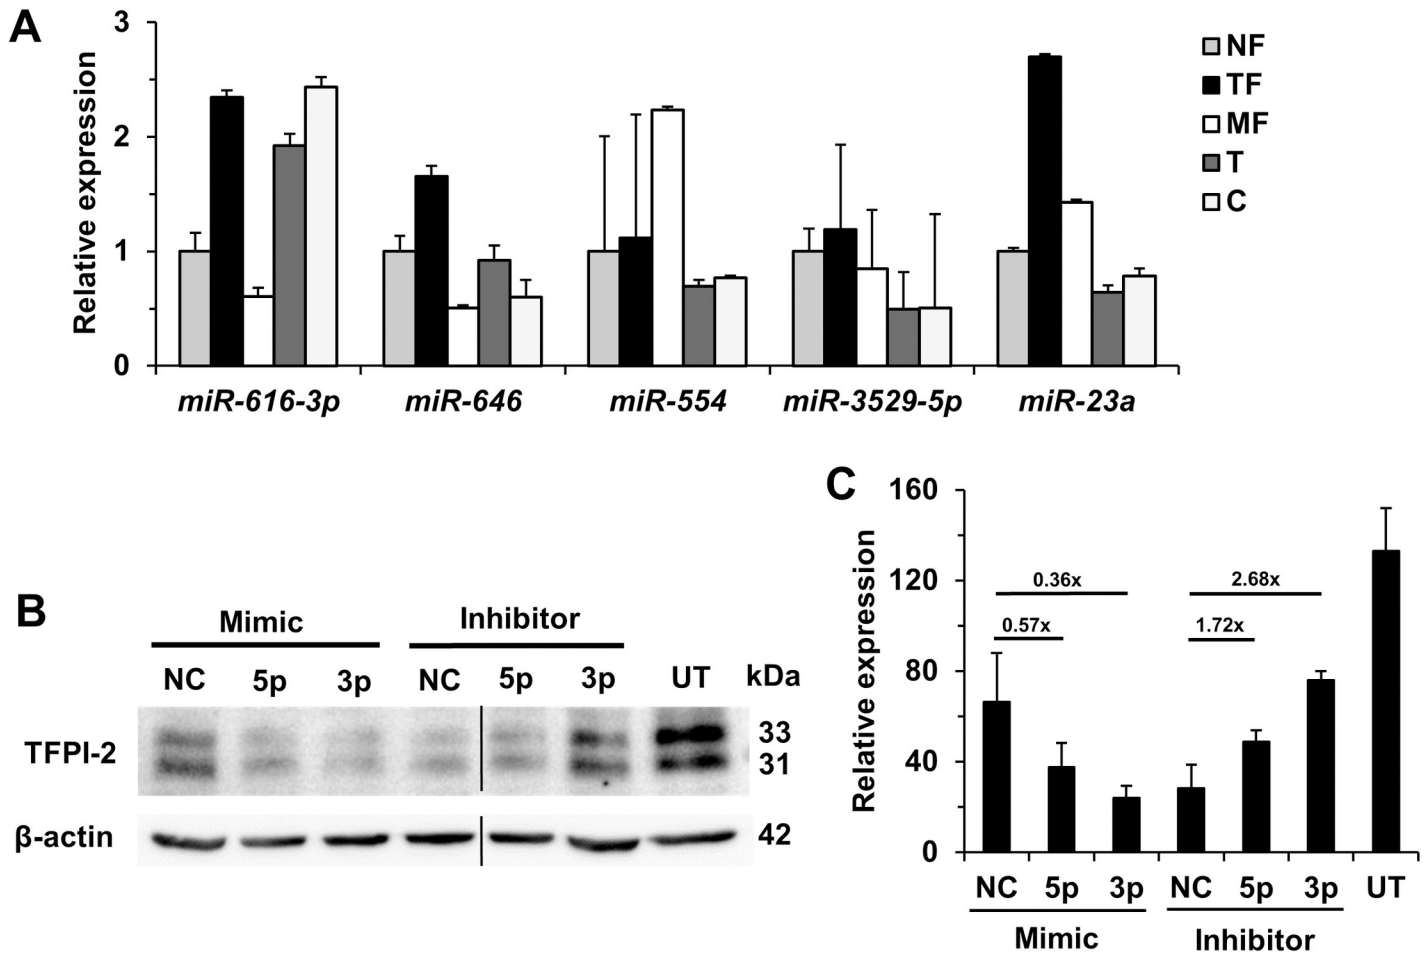 A
3
2
1
0
Relative expression
miR-616-3p miR-646 miR-554 miR-3529-5p miR-23a
NF
TF
MF
T
C
B
Mimic Inhibitor
NC 5p 3p NC 5p 3p UT kDa
TFPI-2
33
31
β-actin 42
C
160
120
80
40
0
Relative expression
0.36x 2.68x
0.57x 1.72x
NC 5p 3p NC 5p 3p UT
Mimic Inhibitor